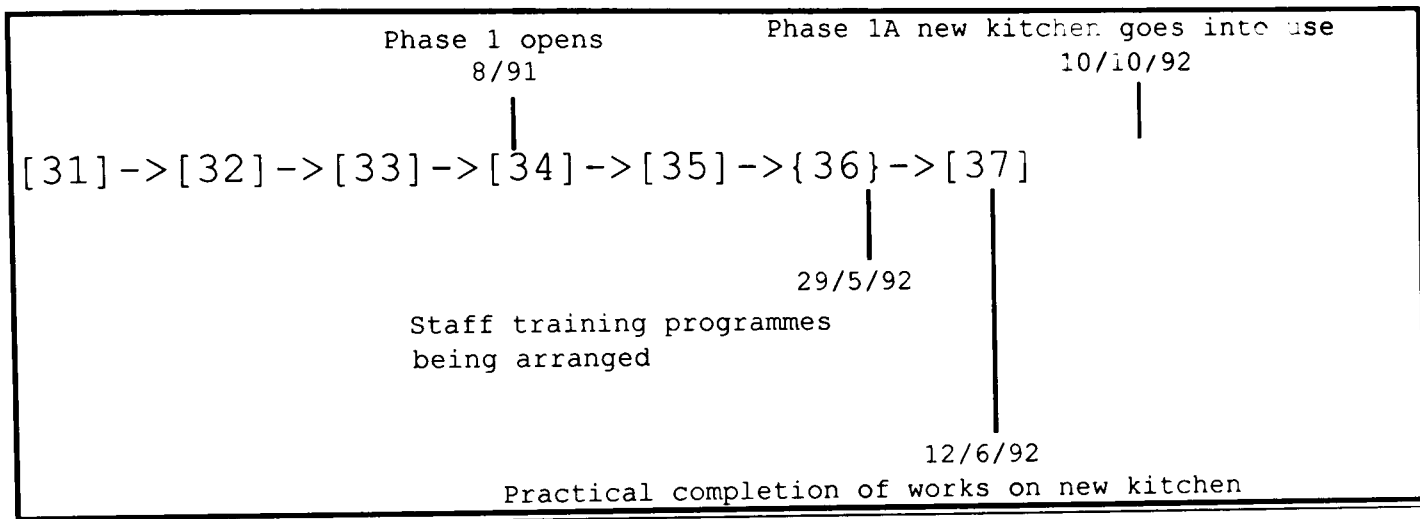 Phase 1 opens
8/91
Phase 1A new kitchen goes into use
10/10/92
[31]->[32]->[33]->[34]->[35]->{36}->[37]
29/5/92
Staff training programmes
being arranged
12/6/92
Practical completion of works on new kitchen